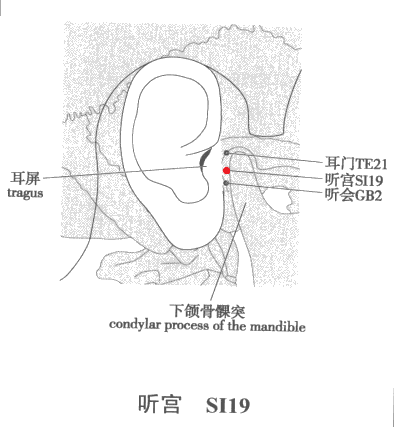 耳门TE21
耳屏
tragus
听宫SI19
听会GB2
下颌骨髁突
condylar process of the mandible
听宫 SI19